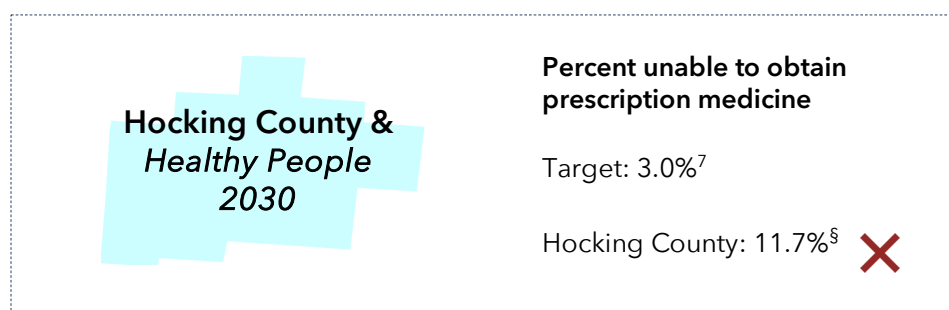 Hocking County &
Healthy People
2030
Percent unable to obtain
prescription medicine
Target: 3.0%⁷
Hocking County: 11.7%§